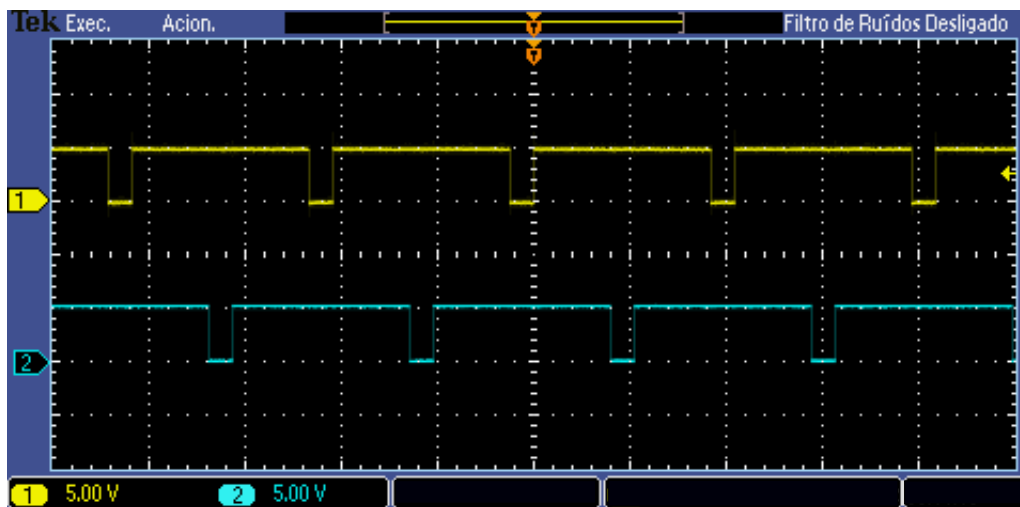 Tek Exec. Acion. Filtro de Ruídos Desligado
T
T
1
2
1 5.00 V 2 5.00 V